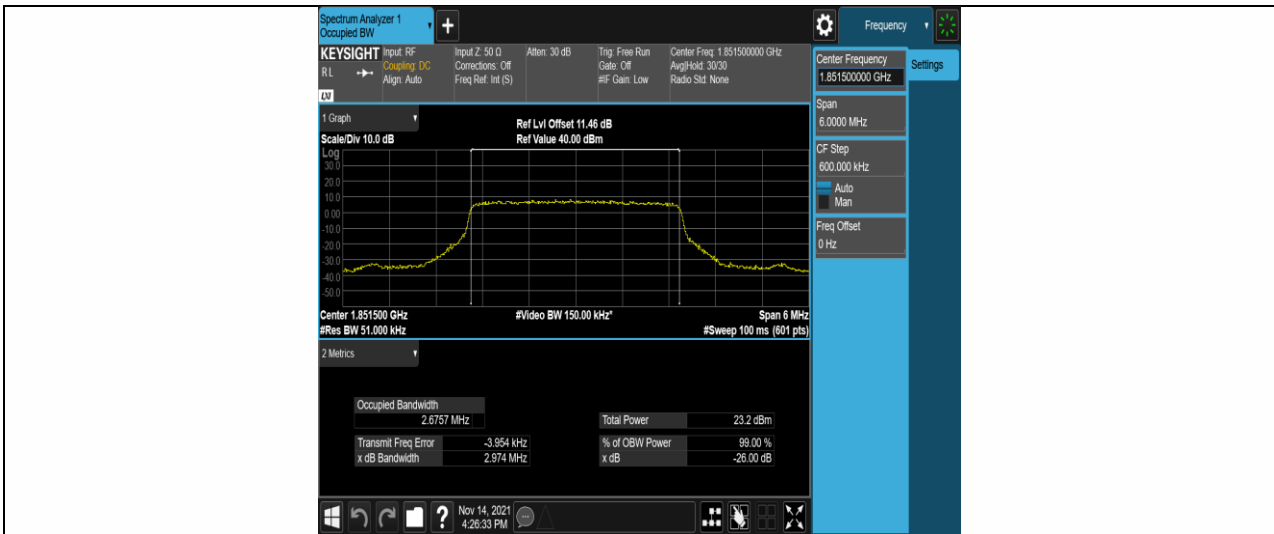 Spectrum Analyzer 1
Occupied BW
Frequency
KEYSIGHT
R L
LXI
Input: RF
Coupling: DC
Align: Auto
Input Z: 50 Ω
Corrections: Off
Freq Ref: Int (S)
Atten: 30 dB
Trig: Free Run
Gate: Off
#IF Gain: Low
Center Freq: 1.851500000 GHz
Avg|Hold: 30/30
Radio Std: None
Center Frequency
1.851500000 GHz
Settings
Span
6.0000 MHz
CF Step
600.000 kHz
Auto
Man
Freq Offset
0 Hz
1 Graph
Scale/Div 10.0 dB
Ref Lvl Offset 11.46 dB
Ref Value 40.00 dBm
Log
30.0
20.0
10.0
0.00
-10.0
-20.0
-30.0
-40.0
-50.0
Center 1.851500 GHz
#Res BW 51.000 kHz
#Video BW 150.00 kHz*
Span 6 MHz
#Sweep 100 ms (601 pts)
2 Metrics
Occupied Bandwidth
2.6757 MHz
Total Power 23.2 dBm
Transmit Freq Error -3.954 kHz
% of OBW Power 99.00 %
x dB Bandwidth 2.974 MHz
x dB -26.00 dB
Nov 14, 2021
4:26:33 PM